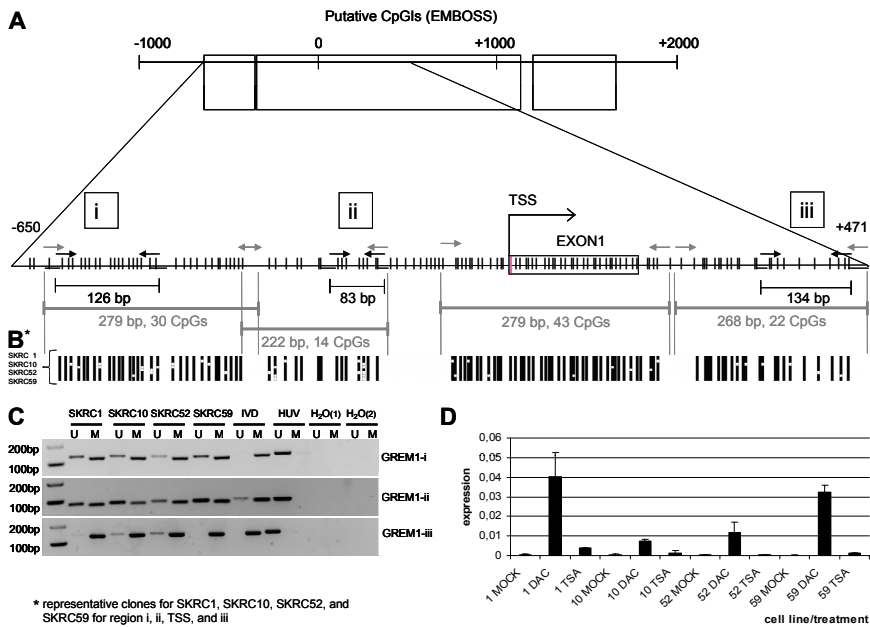 A
Putative CpGIs (EMBOSS)
-1000 0 +1000 +2000
i ii TSS iii
-650 +471
EXON1
126 bp 83 bp 134 bp
279 bp, 30 CpGs 279 bp, 43 CpGs 268 bp, 22 CpGs
222 bp, 14 CpGs
B*
SKRC 1
SKRC10
SKRC52
SKRC59
C
SKRC1 SKRC10 SKRC52 SKRC59 IVD HUV H₂O(1) H₂O(2)
U M U M U M U M U M U M U M U M
200bp
100bp
GREM1-i
200bp
100bp
GREM1-ii
200bp
100bp
GREM1-iii
* representative clones for SKRC1, SKRC10, SKRC52, and
SKRC59 for region i, ii, TSS, and iii
D
expression
0,06
0,05
0,04
0,03
0,02
0,01
0
1 MOCK
1 DAC
1 TSA
10 MOCK
10 DAC
10 TSA
52 MOCK
52 DAC
52 TSA
59 MOCK
59 DAC
59 TSA
cell line/treatment